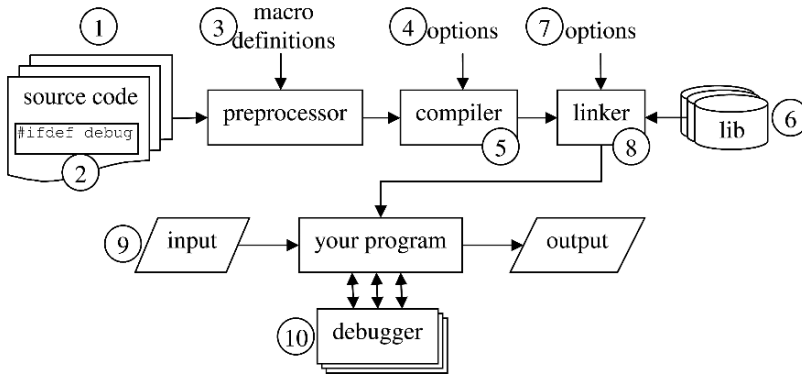 1
3 macro
definitions
4 options
7 options
source code
#ifdef debug
2
preprocessor
compiler
5
linker
8
lib
6
9
input
your program
output
10
debugger